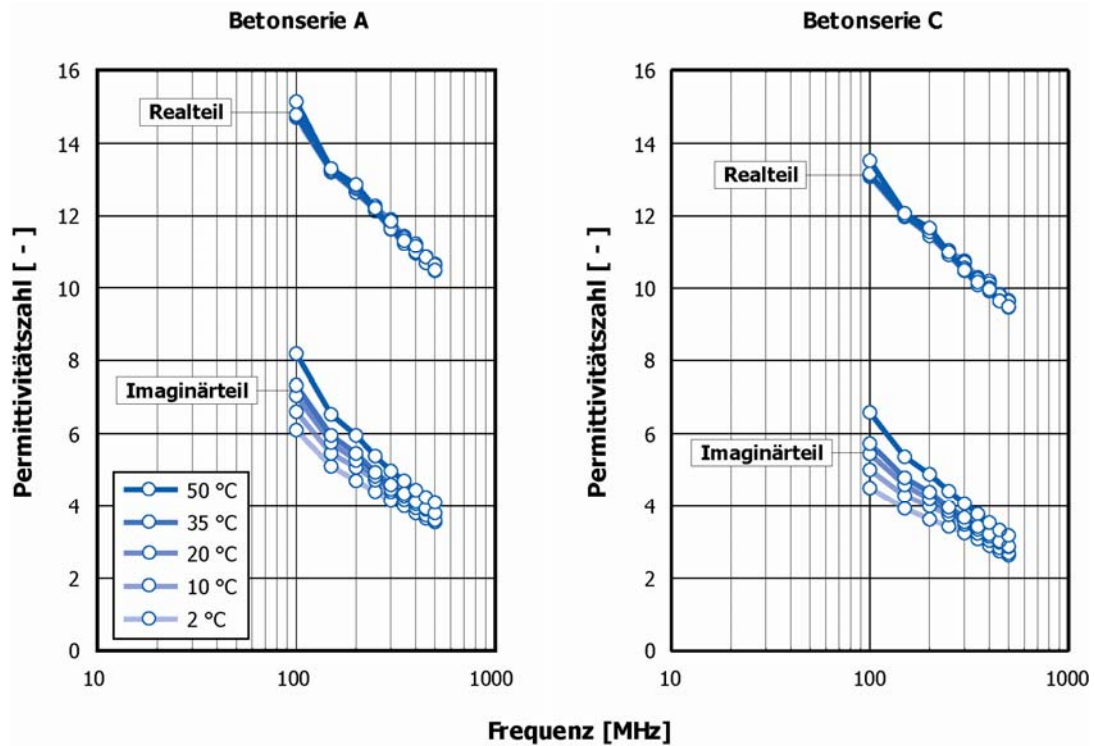 Betonserie A
Betonserie C
Permittivitätszahl [ - ]
16
14
12
10
8
6
4
2
0
10
100
1000
Realteil
Imaginärteil
50 °C
35 °C
20 °C
10 °C
2 °C
Permittivitätszahl [ - ]
16
14
12
10
8
6
4
2
0
10
100
1000
Realteil
Imaginärteil
Frequenz [MHz]